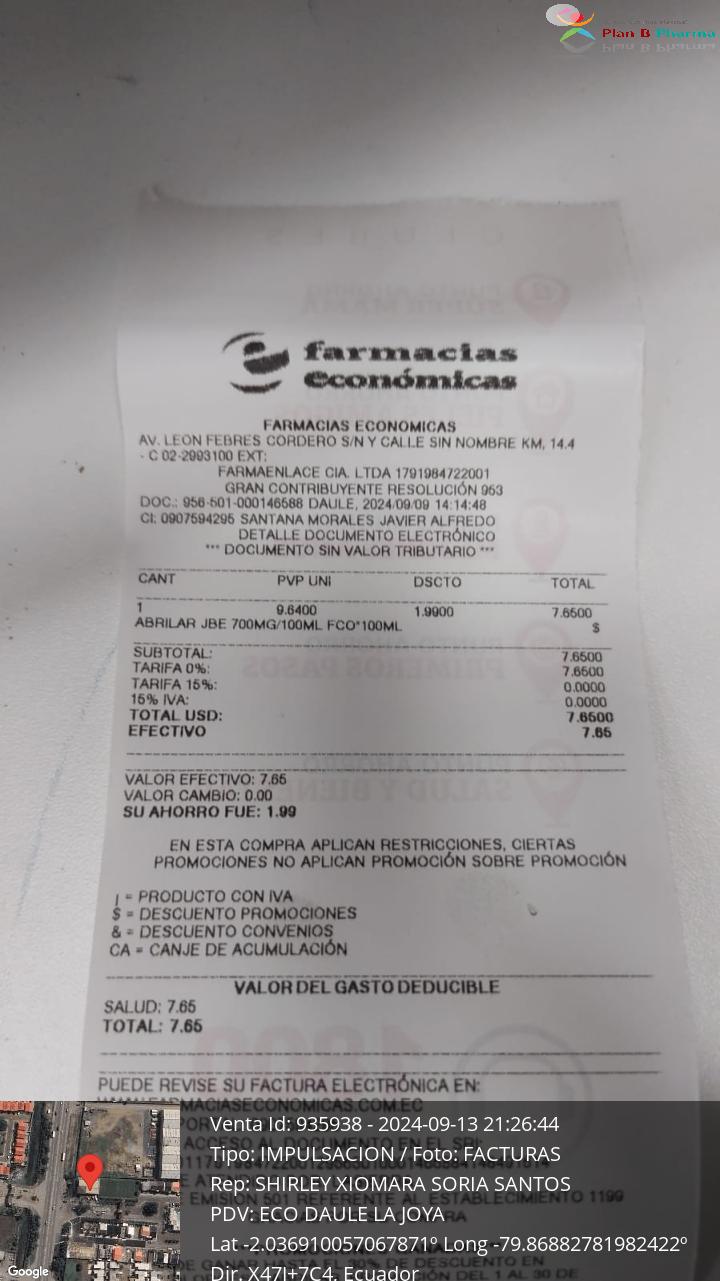 Plan B Pharma
farmacias
económicas
FARMACIAS ECONOMICAS
AV. LEON FEBRES CORDERO S/N Y CALLE SIN NOMBRE KM, 14.4
- C 02-2993100 EXT:
FARMAENLACE CIA. LTDA 1791984722001
GRAN CONTRIBUYENTE RESOLUCIÓN 953
DOC.: 956-501-000146588 DAULE, 2024/09/09 14:14:48
CI: 0907594295 SANTANA MORALES JAVIER ALFREDO
DETALLE DOCUMENTO ELECTRÓNICO
*** DOCUMENTO SIN VALOR TRIBUTARIO ***
CANT PVP UNI DSCTO TOTAL
1 9.6400 1.9900 7.6500
ABRILAR JBE 700MG/100ML FCO*100ML $
SUBTOTAL: 7.6500
TARIFA 0%: 7.6500
TARIFA 15%: 0.0000
15% IVA: 0.0000
TOTAL USD: 7.6500
EFECTIVO 7.65
VALOR EFECTIVO: 7.65
VALOR CAMBIO: 0.00
SU AHORRO FUE: 1.99
EN ESTA COMPRA APLICAN RESTRICCIONES, CIERTAS
PROMOCIONES NO APLICAN PROMOCIÓN SOBRE PROMOCIÓN
| = PRODUCTO CON IVA
$ = DESCUENTO PROMOCIONES
& = DESCUENTO CONVENIOS
CA = CANJE DE ACUMULACIÓN
VALOR DEL GASTO DEDUCIBLE
SALUD: 7.65
TOTAL: 7.65
PUEDE REVISE SU FACTURA ELECTRÓNICA EN:
Venta Id: 935938 - 2024-09-13 21:26:44
Tipo: IMPULSACION / Foto: FACTURAS
Rep: SHIRLEY XIOMARA SORIA SANTOS
EMISIÓN 501 REFERENTE AL ESTABLECIMIENTO 1199
PDV: ECO DAULE LA JOYA
Lat -2.036910057067871º Long -79.86882781982422º
Dir. X47J+7C4, Ecuador
Google